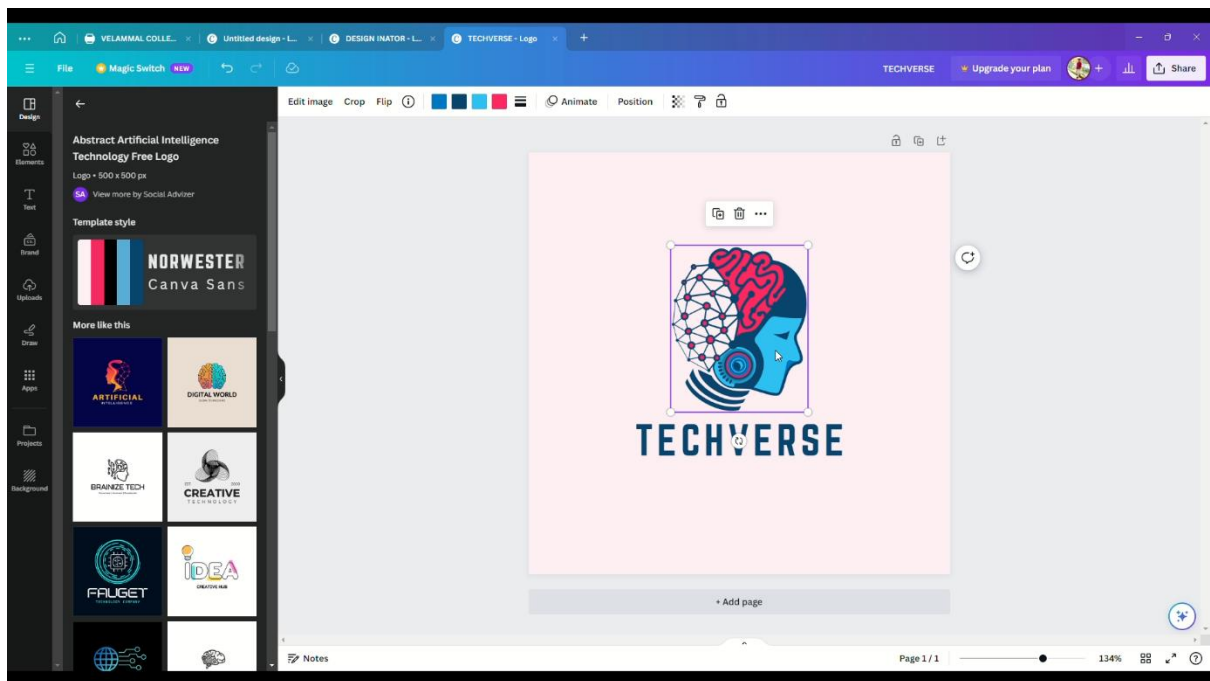 VELAMMAL COLLE...
Untitled design - L...
DESIGN INATOR - L...
TECHVERSE - Logo
File
Magic Switch
NEW
TECHVERSE
Upgrade your plan
Share
Design
Elements
Text
Brand
Uploads
Draw
Apps
Projects
Background
Abstract Artificial Intelligence
Technology Free Logo
Logo • 500 x 500 px
SA
View more by Social Advizer
Template style
NORWESTER
Canva Sans
More like this
ARTIFICIAL
DIGITAL WORLD
BRAINIZE TECH
CREATIVE
TECHNOLOGY
FAUGET
IDEA
CREATIVE HUB
Edit image
Crop
Flip
Animate
Position
TECHVERSE
+ Add page
Notes
Page 1 / 1
134%